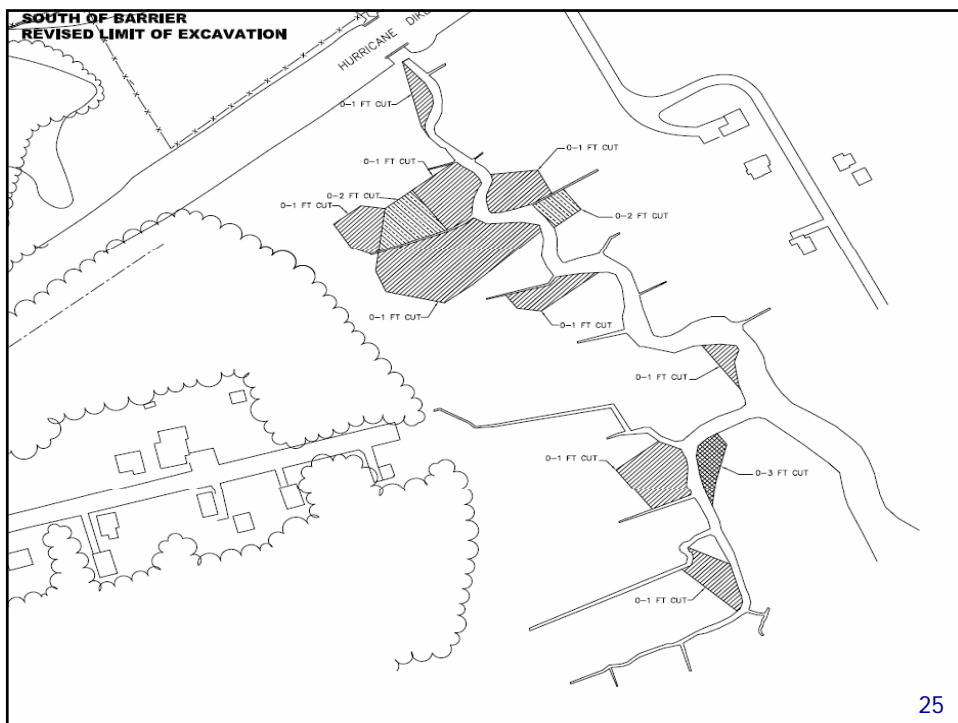 SOUTH OF BARRIER
REVISED LIMIT OF EXCAVATION
HURRICANE DIKE
0-1 FT CUT
0-1 FT CUT
0-1 FT CUT
0-2 FT CUT
0-1 FT CUT
0-2 FT CUT
0-1 FT CUT
0-1 FT CUT
0-1 FT CUT
0-1 FT CUT
0-3 FT CUT
0-1 FT CUT
25